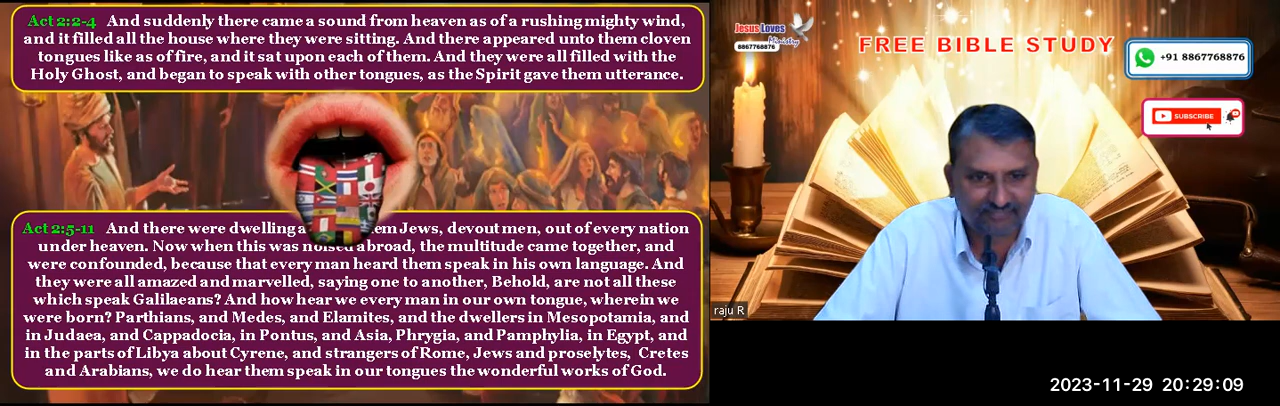 Act 2:2-4 And suddenly there came a sound from heaven as of a rushing mighty wind,
and it filled all the house where they were sitting. And there appeared unto them cloven
tongues like as of fire, and it sat upon each of them. And they were all filled with the
Holy Ghost, and began to speak with other tongues, as the Spirit gave them utterance.
Act 2:5-11 And there were dwelling a em Jews, devout men, out of every nation
under heaven. Now when this was noised abroad, the multitude came together, and
were confounded, because that every man heard them speak in his own language. And
they were all amazed and marvelled, saying one to another, Behold, are not all these
which speak Galilaeans? And how hear we every man in our own tongue, wherein we
were born? Parthians, and Medes, and Elamites, and the dwellers in Mesopotamia, and
in Judaea, and Cappadocia, in Pontus, and Asia, Phrygia, and Pamphylia, in Egypt, and
in the parts of Libya about Cyrene, and strangers of Rome, Jews and proselytes, Cretes
and Arabians, we do hear them speak in our tongues the wonderful works of God.
Jesus Loves
Ministry
8867768876
FREE BIBLE STUDY
+91 8867768876
SUBSCRIBE
raju R
2023-11-29 20:29:09